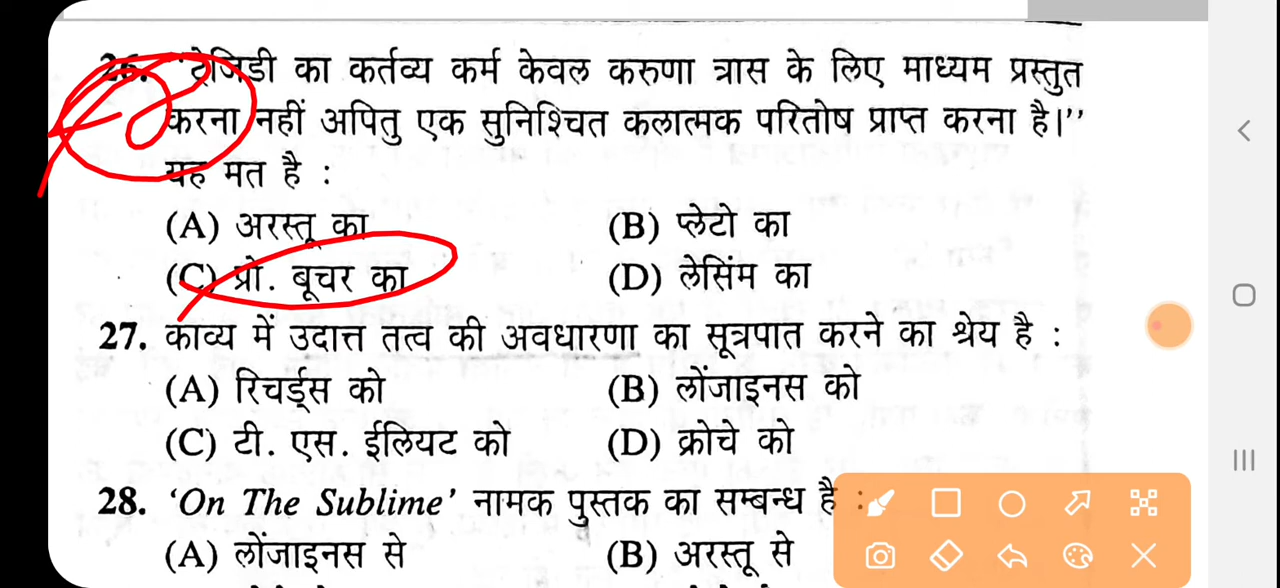 26. "ट्रेजिडी का कर्तव्य कर्म केवल करुणा त्रास के लिए माध्यम प्रस्तुत
करना नहीं अपितु एक सुनिश्चित कलात्मक परितोष प्राप्त करना है।"
यह मत है :
(A) अरस्तू का (B) प्लेटो का
(C) प्रो. बूचर का (D) लेसिंम का
27. काव्य में उदात्त तत्व की अवधारणा का सूत्रपात करने का श्रेय है :
(A) रिचर्ड्स को (B) लोंजाइनस को
(C) टी. एस. ईलियट को (D) क्रोचे को
28. 'On The Sublime' नामक पुस्तक का सम्बन्ध है :
(A) लोंजाइनस से (B) अरस्तू से